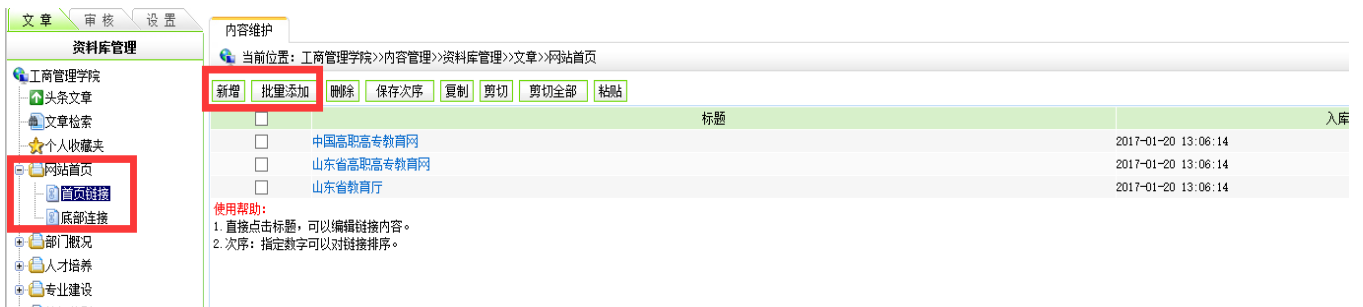 文章 审核 设置
资料库管理
工商管理学院
头条文章
文章检索
个人收藏夹
网站首页
首页链接
底部连接
部门概况
人才培养
专业建设
内容维护
当前位置: 工商管理学院>>内容管理>>资料库管理>>文章>>网站首页
新增 批量添加 删除 保存次序 复制 剪切 剪切全部 粘贴
标题 入库
中国高职高专教育网 2017-01-20 13:06:14
山东省高职高专教育网 2017-01-20 13:06:14
山东省教育厅 2017-01-20 13:06:14
使用帮助:
1. 直接点击标题,可以编辑链接内容。
2. 次序: 指定数字可以对链接排序。